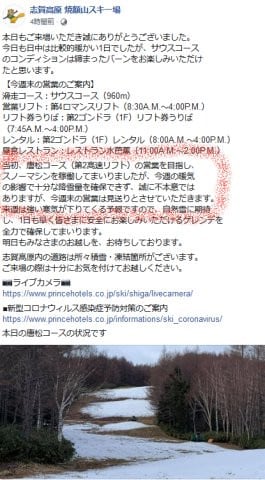 志賀高原 焼額山スキー場
4時間前
本日もご来場いただき誠にありがとうございました。
今日も日中は比較的暖かい1日でしたが、サウスコース
のコンディションは締まったバーンをお楽しみいただけ
たと思います。
【今週末の営業のご案内】
滑走コース：サウスコース（960m）
営業リフト：第4ロマンスリフト（8:30A.M.～4:00P.M.）
リフト券うりば：第2ゴンドラ（1F）リフト券うりば
（7:45A.M.～4:00P.M.）
レンタル：第2ゴンドラ（1F）レンタル（8:00A.M.～4:00P.M.）
昼食レストラン：レストラン水芭蕉（11:00A.M.～2:00P.M.）
当初、唐松コース（第2高速リフト）の営業を目指し、
スノーマシンを稼働してまいりましたが、今週の暖気
の影響で十分な降雪量を確保できず、誠に不本意では
ありますが、今週末の営業は見送りとさせていただきます。
来週は強い寒気が下りてくる予報ですので、自然雪に期待
し、1日も早く皆さまに安全にお楽しみいただけるゲレンデを
全力で確保してまいります。
明日もみなさまのお越しを、お待ちしております。
志賀高原内の道路は所々積雪・凍結箇所がございます。
ご来場の際は十分にお気を付けてお越しください。
■ライブカメラ■
https://www.princehotels.co.jp/ski/shiga/livecamera/
■新型コロナウィルス感染症予防対策のご案内
https://www.princehotels.co.jp/informations/ski_coronavirus/
本日の唐松コースの状況です